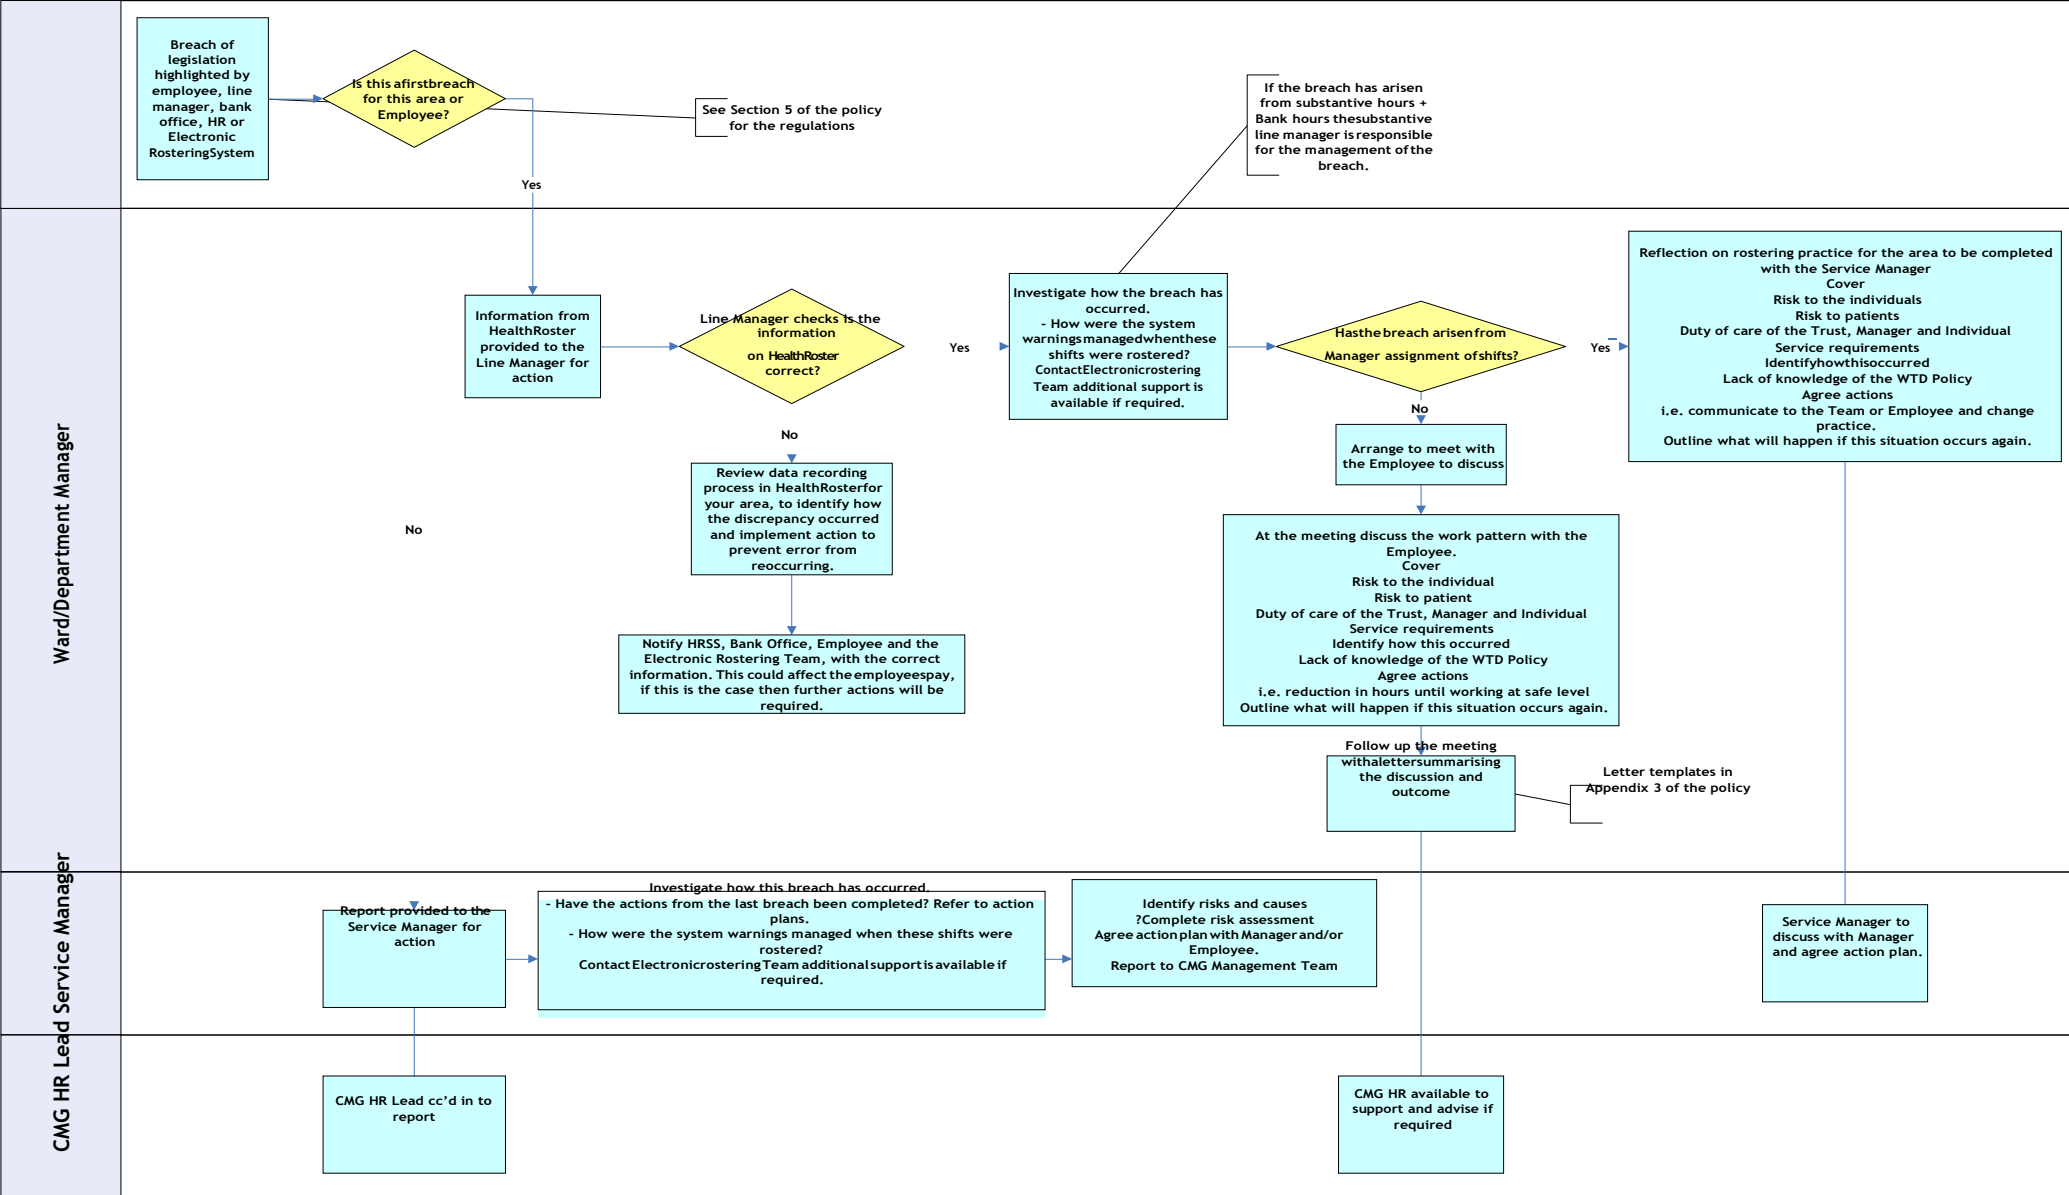 Breach of
legislation
highlighted by
employee, line
manager, bank
office, HR or
Electronic
RosteringSystem
Is this afirstbreach
for this area or
Employee?
See Section 5 of the policy
for the regulations
If the breach has arisen
from substantive hours +
Bank hours thesubstantive
line manager is responsible
for the management of the
breach.
Yes
Ward/Department Manager
Information from
HealthRoster
provided to the
Line Manager for
action
Line Manager checks is the
information
on HealthRoster
correct?
Yes
Investigate how the breach has
occurred.
- How were the system
warningsmanagedwhenthese
shifts were rostered?
ContactElectronicrostering
Team additional support is
available if required.
Hasthebreach arisenfrom
Manager assignment ofshifts?
Yes
Reflection on rostering practice for the area to be completed
with the Service Manager
Cover
Risk to the individuals
Risk to patients
Duty of care of the Trust, Manager and Individual
Service requirements
Identifyhowthisoccurred
Lack of knowledge of the WTD Policy
Agree actions
i.e. communicate to the Team or Employee and change
practice.
Outline what will happen if this situation occurs again.
No
Arrange to meet with
the Employee to discuss
No
Review data recording
process in HealthRosterfor
your area, to identify how
the discrepancy occurred
and implement action to
prevent error from
reoccurring.
No
At the meeting discuss the work pattern with the
Employee.
Cover
Risk to the individual
Risk to patient
Duty of care of the Trust, Manager and Individual
Service requirements
Identify how this occurred
Lack of knowledge of the WTD Policy
Agree actions
i.e. reduction in hours until working at safe level
Outline what will happen if this situation occurs again.
Notify HRSS, Bank Office, Employee and the
Electronic Rostering Team, with the correct
information. This could affect theemployeespay,
if this is the case then further actions will be
required.
Follow up the meeting
withalettersummarising
the discussion and
outcome
Letter templates in
Appendix 3 of the policy
CMG HR Lead Service Manager
Report provided to the
Service Manager for
action
Investigate how this breach has occurred.
- Have the actions from the last breach been completed? Refer to action
plans.
- How were the system warnings managed when these shifts were
rostered?
ContactElectronicrosteringTeam additionalsupportisavailable if
required.
Identify risks and causes
?Complete risk assessment
Agree actionplan with Managerand/or
Employee.
Report to CMG Management Team
Service Manager to
discuss with Manager
and agree action plan.
CMG HR Lead cc’d in to
report
CMG HR available to
support and advise if
required